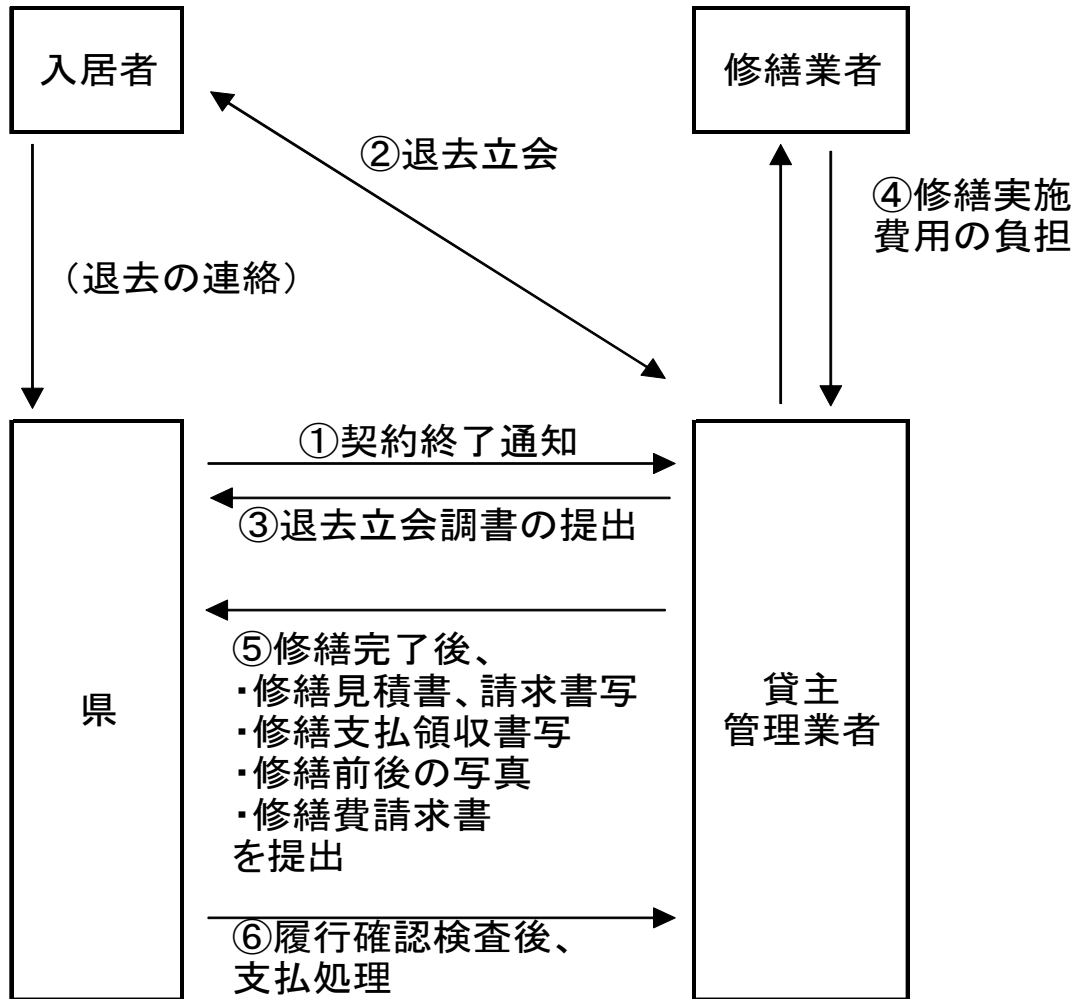 入居者
修繕業者
②退去立会
④修繕実施
費用の負担
（退去の連絡）
①契約終了通知
③退去立会調書の提出
⑤修繕完了後、
・修繕見積書、請求書写
・修繕支払領収書写
・修繕前後の写真
・修繕費請求書
を提出
県
貸主
管理業者
⑥履行確認検査後、
支払処理